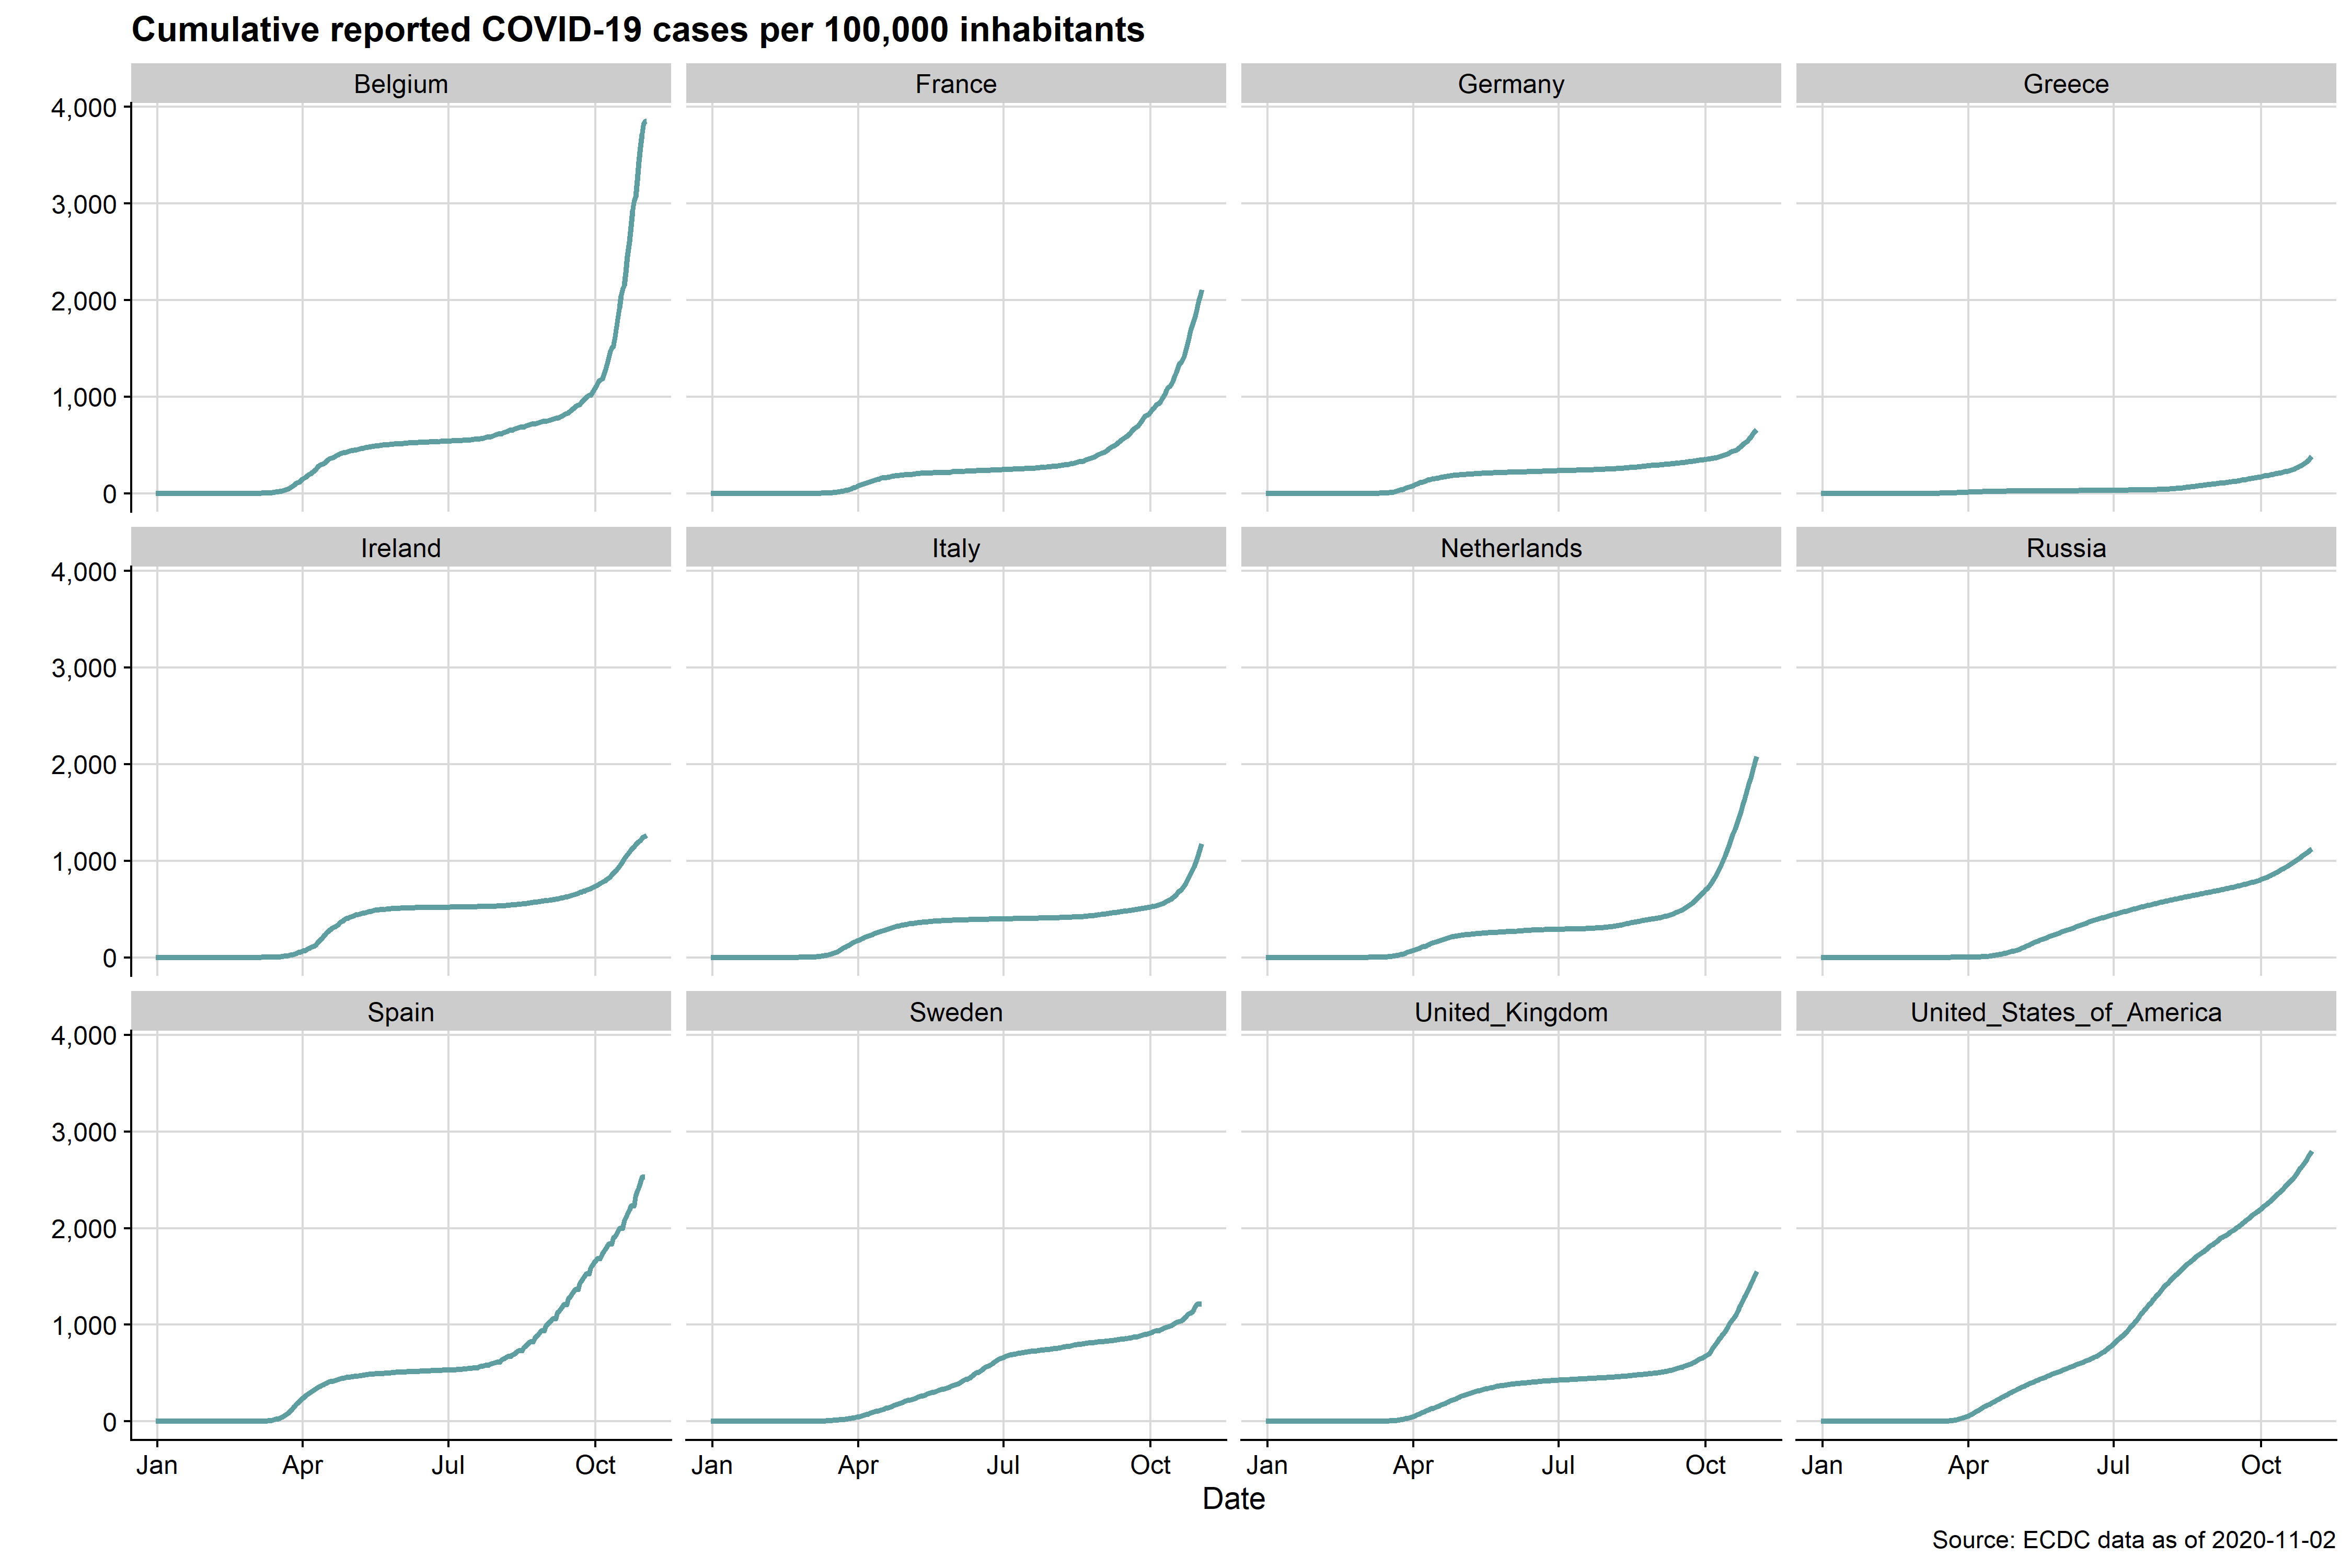 Cumulative reported COVID-19 cases per 100,000 inhabitants
Belgium
France
Germany
Greece
4,000
3,000
2,000
1,000
0
Ireland
Italy
Netherlands
Russia
4,000
3,000
2,000
1,000
0
Spain
Sweden
United_Kingdom
United_States_of_America
4,000
3,000
2,000
1,000
0
Jan Apr Jul Oct
Jan Apr Jul Oct
Jan Apr Jul Oct
Jan Apr Jul Oct
Date
Source: ECDC data as of 2020-11-02